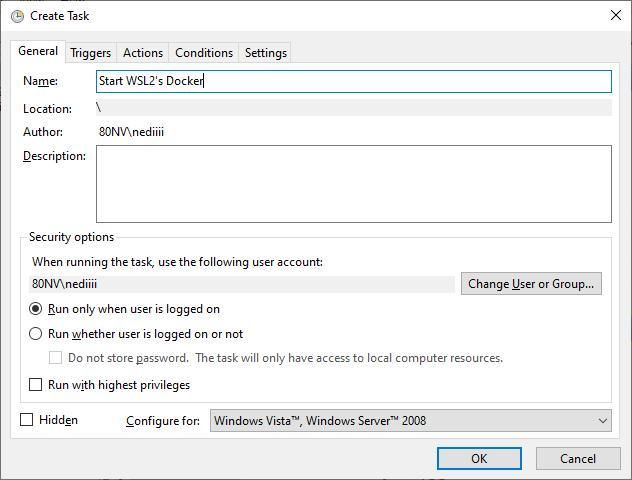 Create Task
General Triggers Actions Conditions Settings
Name: Start WSL2's Docker
Location: \
Author: 80NV\nediiii
Description:
Security options
When running the task, use the following user account:
80NV\nediiii Change User or Group...
Run only when user is logged on
Run whether user is logged on or not
Do not store password. The task will only have access to local computer resources.
Run with highest privileges
Hidden Configure for: Windows Vista™, Windows Server™ 2008
OK Cancel